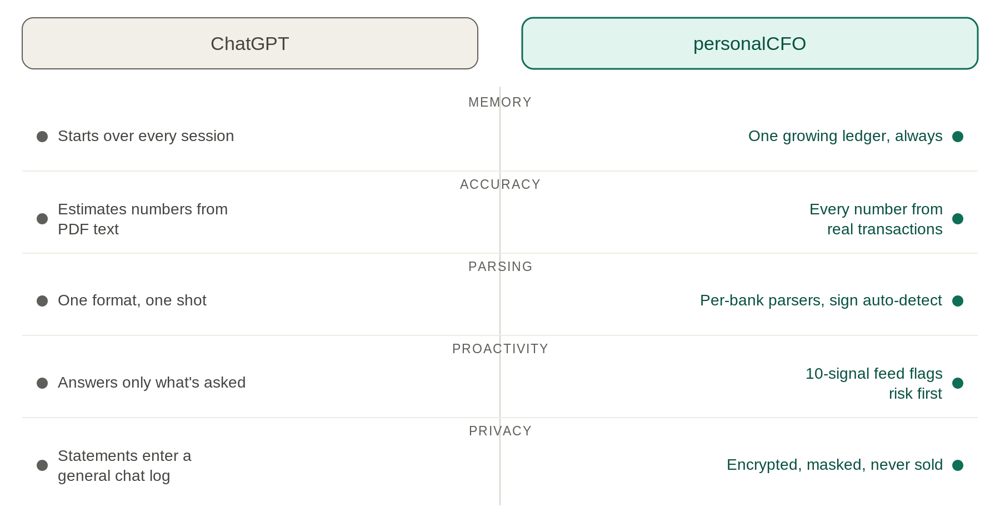 ChatGPT
personalCFO
MEMORY
Starts over every session
One growing ledger, always
ACCURACY
Estimates numbers from
PDF text
Every number from
real transactions
PARSING
One format, one shot
Per-bank parsers, sign auto-detect
PROACTIVITY
Answers only what's asked
10-signal feed flags
risk first
PRIVACY
Statements enter a
general chat log
Encrypted, masked, never sold